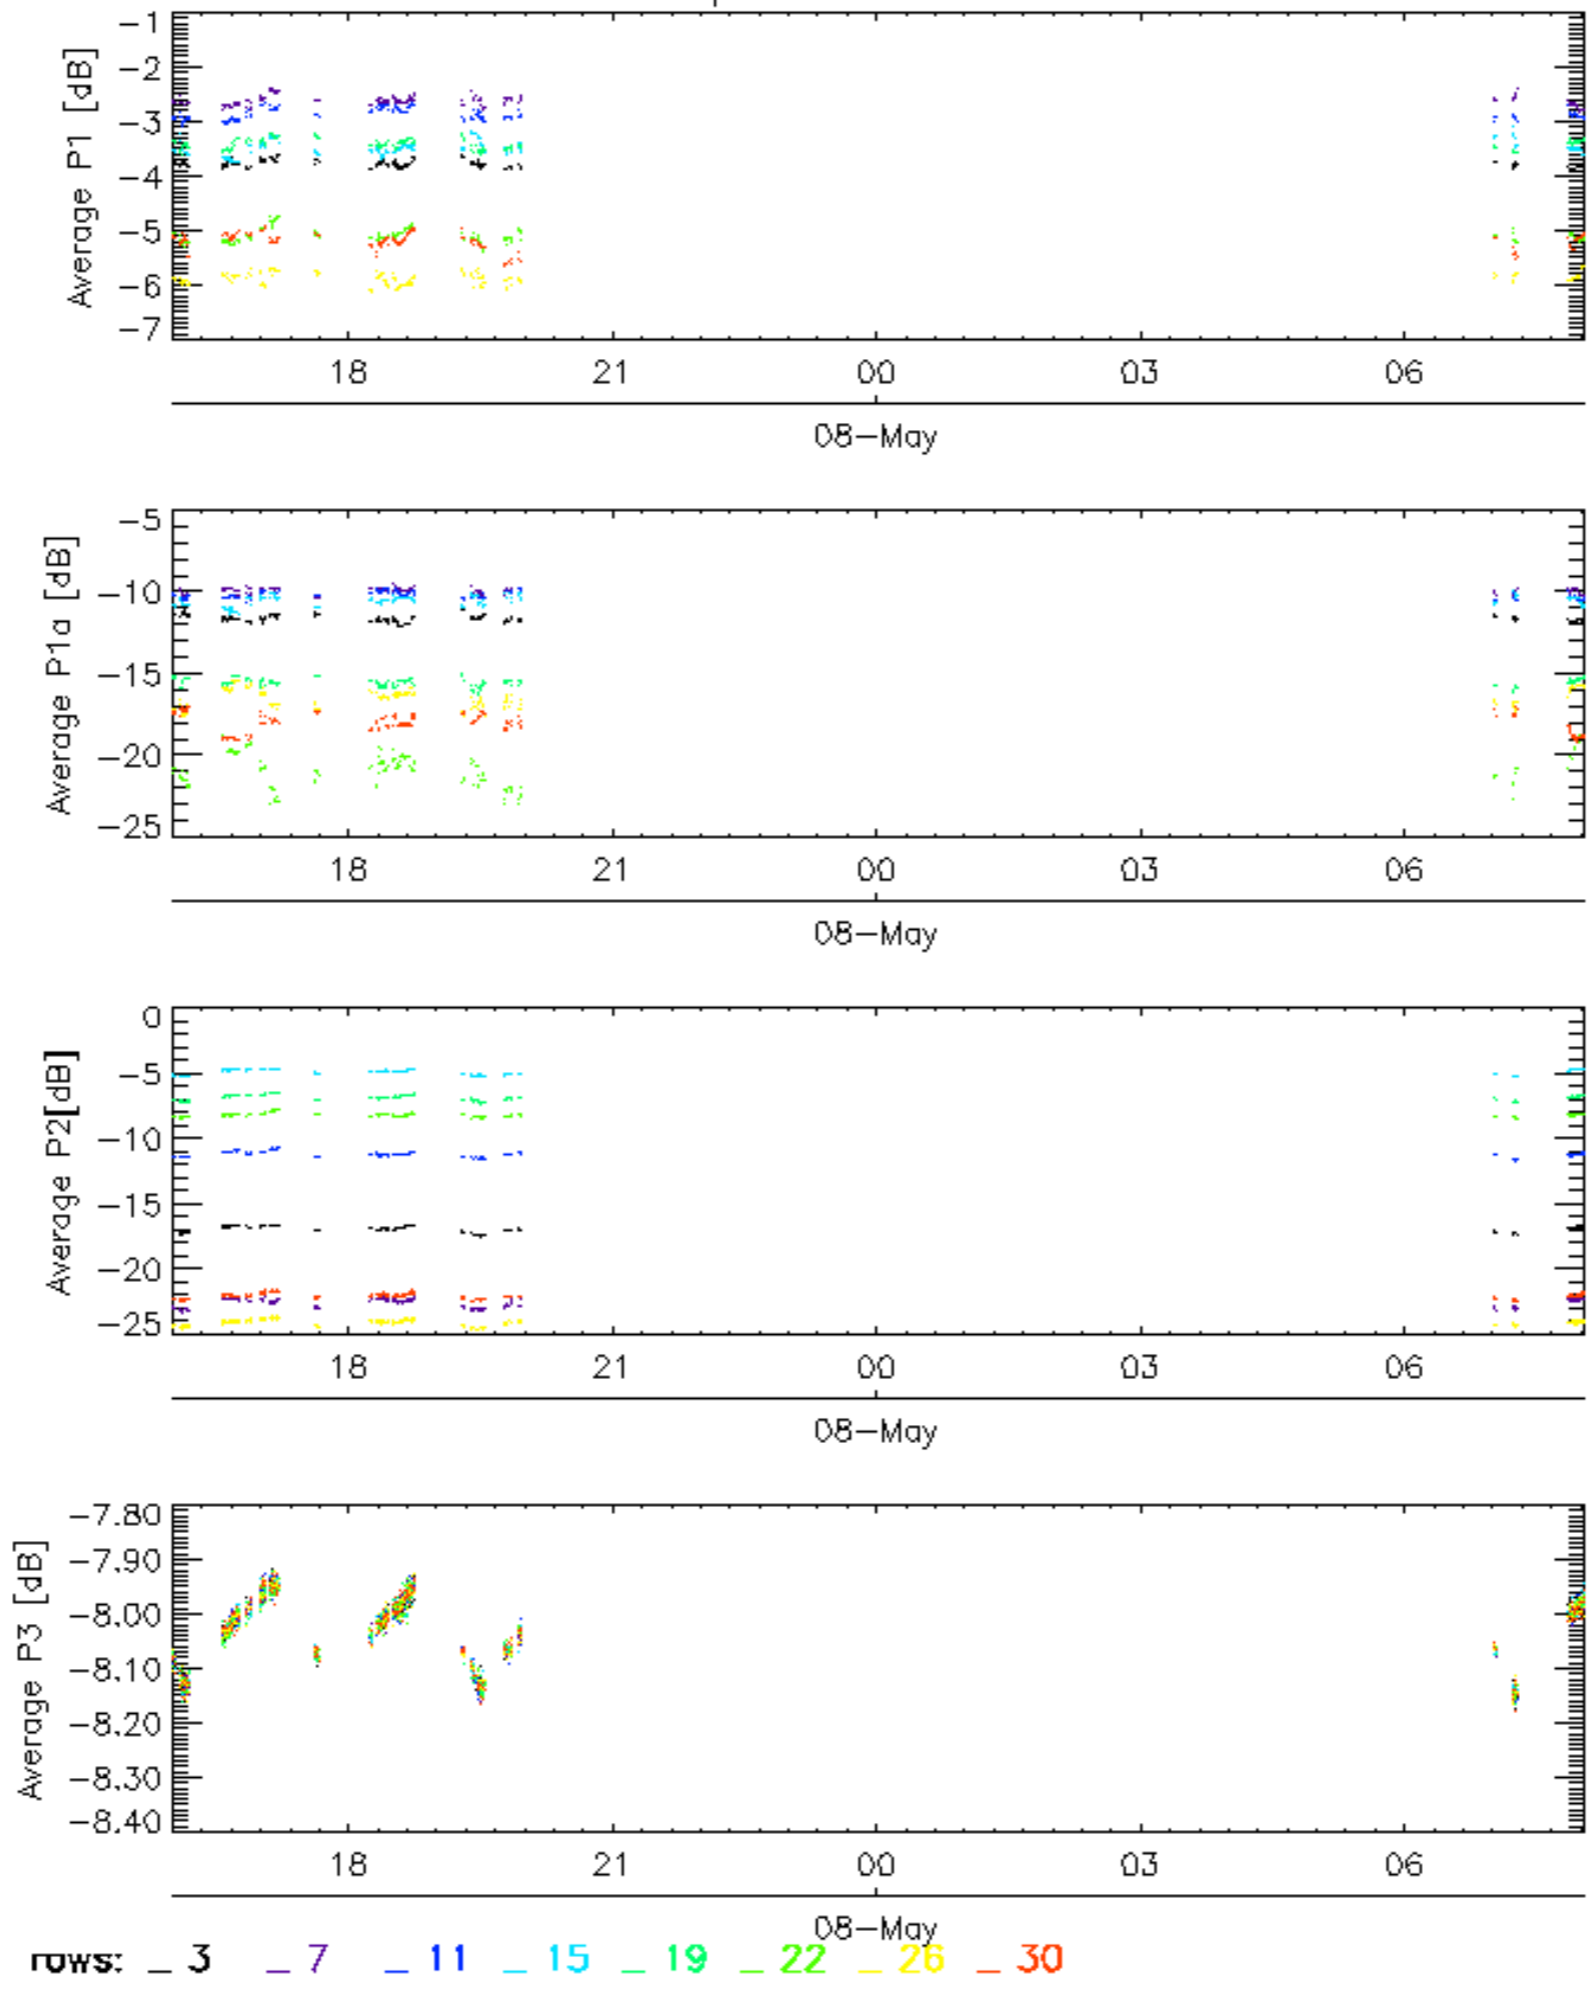 Average P1 [dB]
-1
-2
-3
-4
-5
-6
-7
18 21 00 03 06
08-May
Average P1a [dB]
-5
-10
-15
-20
-25
18 21 00 03 06
08-May
Average P2[dB]
0
-5
-10
-15
-20
-25
18 21 00 03 06
08-May
Average P3 [dB]
-7.80
-7.90
-8.00
-8.10
-8.20
-8.30
-8.40
18 21 00 03 06
08-May
rows: _ 3 _ 7 _ 11 _ 15 _ 19 _ 22 _ 26 _ 30